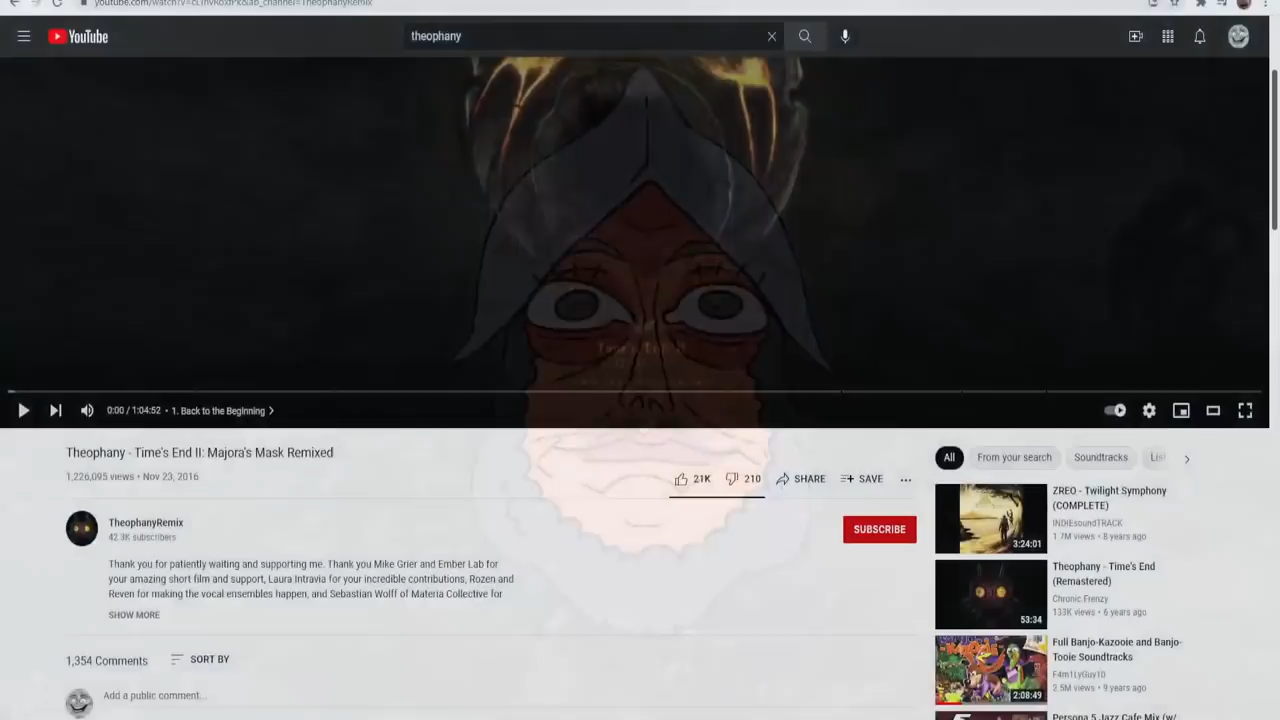 YouTube
theophany
0:00 / 1:04:52 • 1. Back to the Beginning
Theophany - Time's End II: Majora's Mask Remixed
1,226,095 views • Nov 23, 2016
21K
210
SHARE
SAVE
TheophanyRemix
42.3K subscribers
SUBSCRIBE
Thank you for patiently waiting and supporting me. Thank you Mike Grier and Ember Lab for
your amazing short film and support, Laura Intravia for your incredible contributions, Rozen and
Reven for making the vocal ensembles happen, and Sebastian Wolff of Materia Collective for
SHOW MORE
1,354 Comments
SORT BY
Add a public comment...
All
From your search
Soundtracks
ZREO - Twilight Symphony
(COMPLETE)
INDIEsoundTRACK
1.7M views • 8 years ago
3:24:01
Theophany - Time's End
(Remastered)
Chronic Frenzy
133K views • 6 years ago
53:34
Full Banjo-Kazooie and Banjo-
Tooie Soundtracks
F4m1LyGuy10
2.5M views • 9 years ago
2:08:49
Persona 5 Jazz Cafe Mix (w/